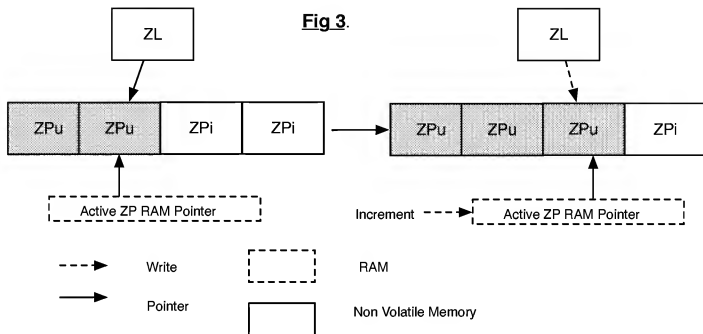 Fig 3.
ZL
ZL
ZPu ZPu ZPi ZPi
ZPu ZPu ZPu ZPi
Active ZP RAM Pointer
Increment
Active ZP RAM Pointer
Write
RAM
Pointer
Non Volatile Memory